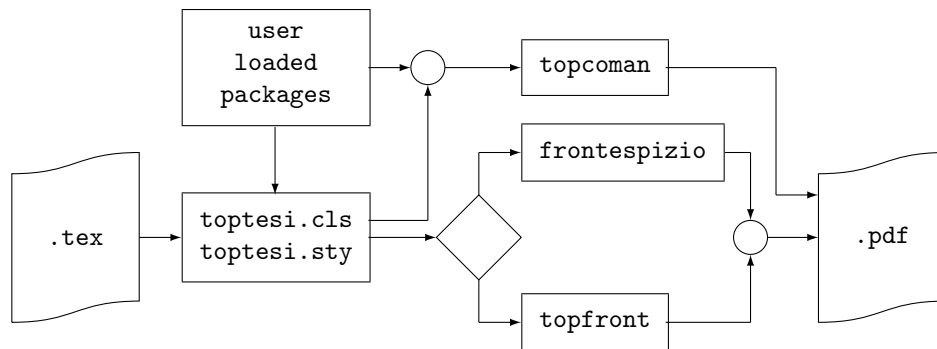 user
loaded
packages
topcoman
frontespizio
.tex
toptesi.cls
toptesi.sty
.pdf
topfront